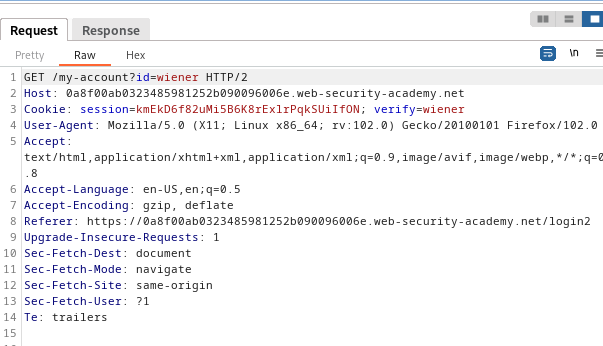 Request Response
Pretty Raw Hex \n
1 GET /my-account?id=wiener HTTP/2
2 Host: 0a8f00ab0323485981252b090096006e.web-security-academy.net
3 Cookie: session=kmEkD6f82uMi5B6K8rExlrPqkSUiIfON; verify=wiener
4 User-Agent: Mozilla/5.0 (X11; Linux x86_64; rv:102.0) Gecko/20100101 Firefox/102.0
5 Accept:
text/html,application/xhtml+xml,application/xml;q=0.9,image/avif,image/webp,*/*;q=0
.8
6 Accept-Language: en-US,en;q=0.5
7 Accept-Encoding: gzip, deflate
8 Referer: https://0a8f00ab0323485981252b090096006e.web-security-academy.net/login2
9 Upgrade-Insecure-Requests: 1
10 Sec-Fetch-Dest: document
11 Sec-Fetch-Mode: navigate
12 Sec-Fetch-Site: same-origin
13 Sec-Fetch-User: ?1
14 Te: trailers
15